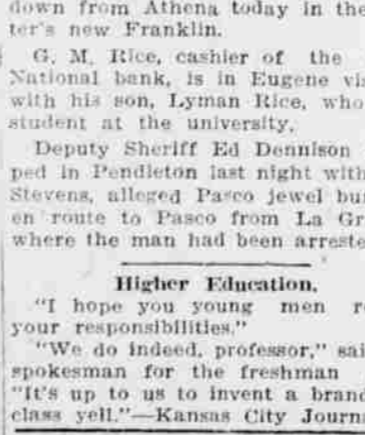 down from Athena today in the
ter's new Franklin.
G. M. Rice, cashier of the
National bank, is in Eugene vis
with his son, Lyman Rice, who
student at the university.
Deputy Sheriff Ed Dennison
ped in Pendleton last night with
Stevens, alleged Pasco jewel bur
en route to Pasco from La Gr
where the man had been arreste
Higher Education.
"I hope you young men re
your responsibilities."
"We do indeed, professor," sai
spokesman for the freshman
"It's up to us to invent a brand
class yell."—Kansas City Journa